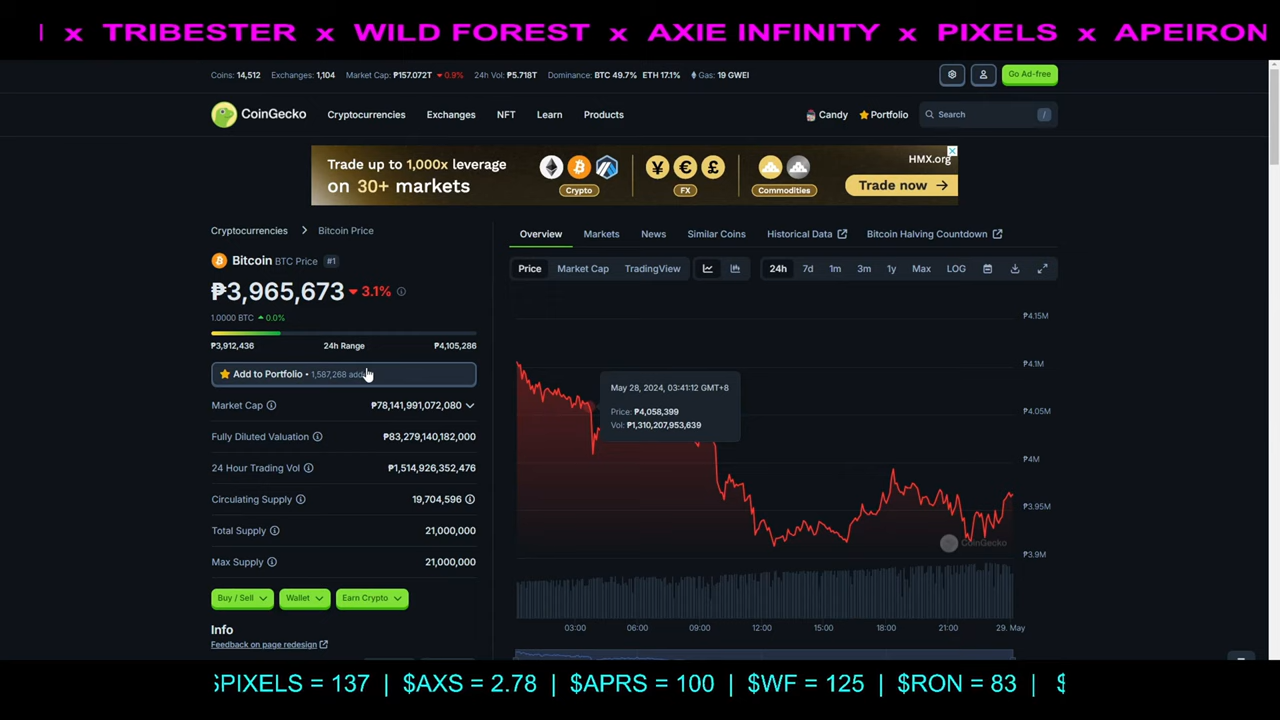 x TRIBESTER x WILD FOREST x AXIE INFINITY x PIXELS x APEIRON
Coins: 14,512 Exchanges: 1,104 Market Cap: ₱157.072T 0.9% 24h Vol: ₱5.718T Dominance: BTC 49.7% ETH 17.1% Gas: 19 GWEI
Go Ad-free
CoinGecko Cryptocurrencies Exchanges NFT Learn Products Candy Portfolio Search /
Trade up to 1,000x leverage
on 30+ markets
Crypto FX Commodities
HMX.org
Trade now →
Cryptocurrencies > Bitcoin Price
Bitcoin BTC Price #1
₱3,965,673 3.1%
1.0000 BTC 0.0%
₱3,912,436 24h Range ₱4,105,286
Add to Portfolio • 1,587,268
Market Cap ₱78,141,991,072,080
Fully Diluted Valuation ₱83,279,140,182,000
24 Hour Trading Vol ₱1,514,926,352,476
Circulating Supply 19,704,596
Total Supply 21,000,000
Max Supply 21,000,000
Buy / Sell Wallet Earn Crypto
Info
Feedback on page redesign
Overview Markets News Similar Coins Historical Data Bitcoin Halving Countdown
Price Market Cap TradingView 24h 7d 1m 3m 1y Max LOG
₱4.15M
₱4.1M
₱4.05M
₱4M
₱3.95M
₱3.9M
May 28, 2024, 03:41:12 GMT+8
Price: ₱4,058,399
Vol: ₱1,310,207,953,639
CoinGecko
03:00 06:00 09:00 12:00 15:00 18:00 21:00 29. May
$PIXELS = 137 | $AXS = 2.78 | $APRS = 100 | $WF = 125 | $RON = 83 | $